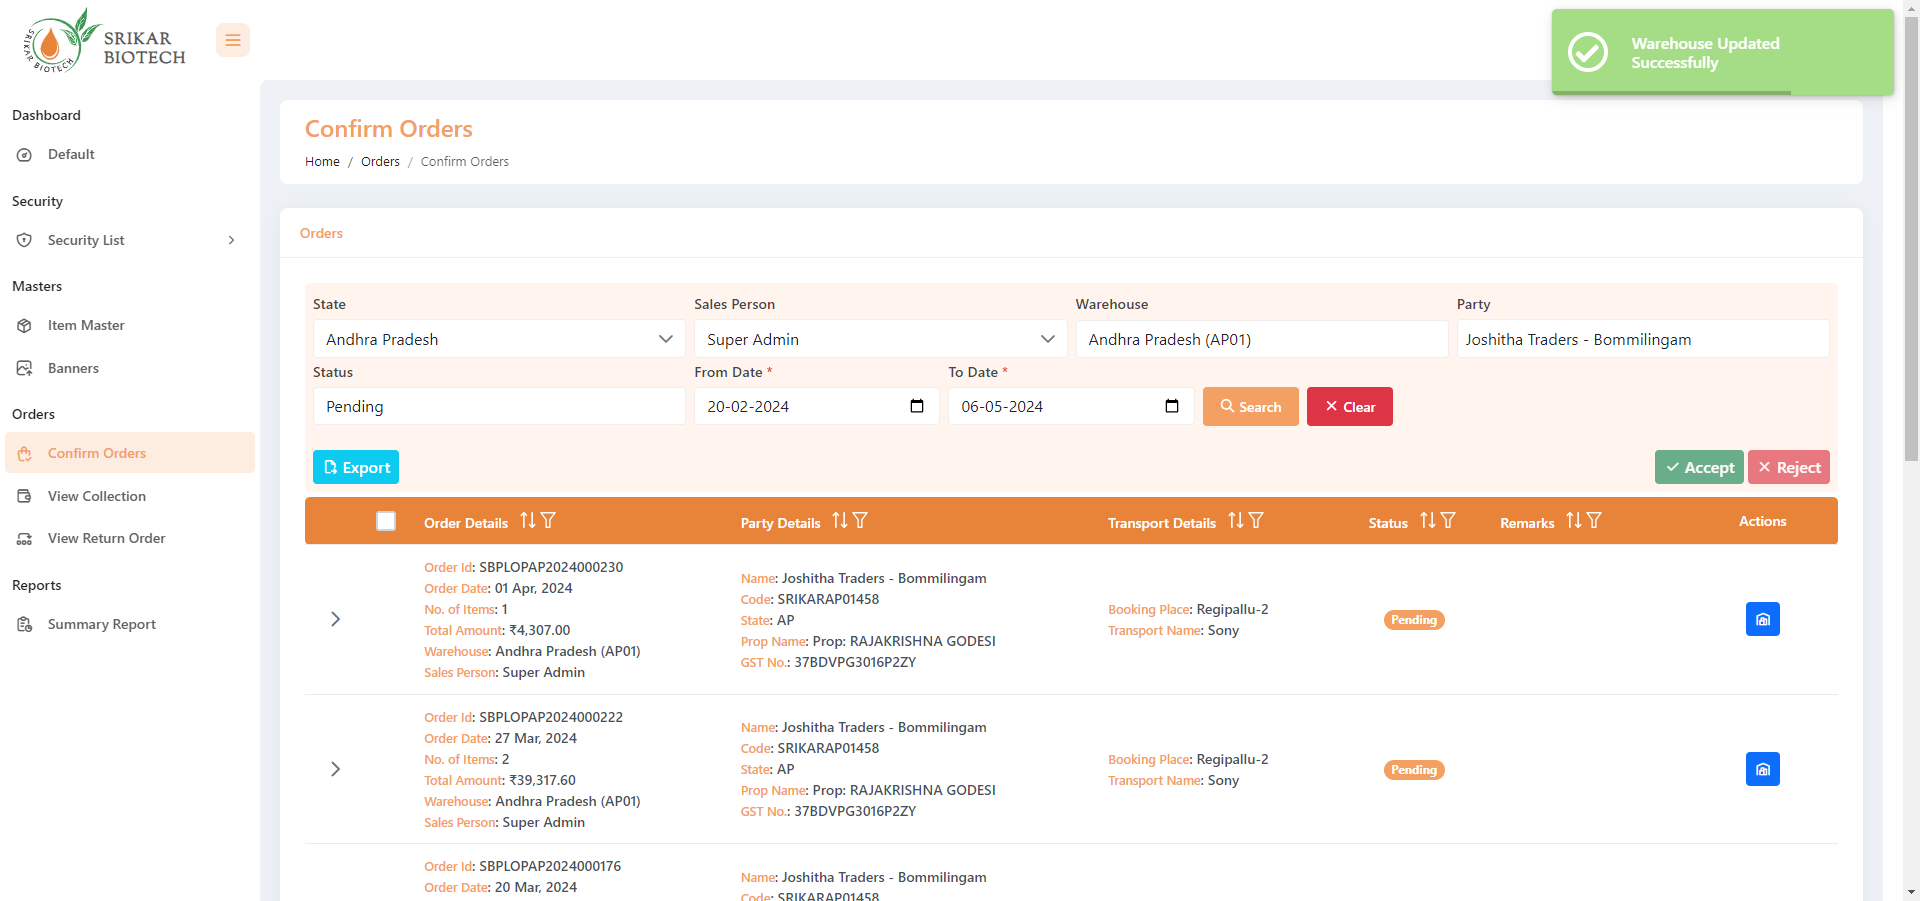 SRIKAR BIOTECH
SRIKAR
BIOTECH
Warehouse Updated
Successfully
Dashboard
Default
Security
Security List
Masters
Item Master
Banners
Orders
Confirm Orders
View Collection
View Return Order
Reports
Summary Report
Confirm Orders
Home / Orders / Confirm Orders
Orders
State
Sales Person
Warehouse
Party
Andhra Pradesh
Super Admin
Andhra Pradesh (AP01)
Joshitha Traders - Bommilingam
Status
From Date *
To Date *
Pending
20-02-2024
06-05-2024
Search
Clear
Export
Accept
Reject
Order Details
Party Details
Transport Details
Status
Remarks
Actions
Order Id: SBPLOPAP2024000230
Order Date: 01 Apr, 2024
No. of Items: 1
Total Amount: ₹4,307.00
Warehouse: Andhra Pradesh (AP01)
Sales Person: Super Admin
Name: Joshitha Traders - Bommilingam
Code: SRIKARAP01458
State: AP
Prop Name: Prop: RAJAKRISHNA GODESI
GST No.: 37BDVPG3016P2ZY
Booking Place: Regipallu-2
Transport Name: Sony
Pending
Order Id: SBPLOPAP2024000222
Order Date: 27 Mar, 2024
No. of Items: 2
Total Amount: ₹39,317.60
Warehouse: Andhra Pradesh (AP01)
Sales Person: Super Admin
Name: Joshitha Traders - Bommilingam
Code: SRIKARAP01458
State: AP
Prop Name: Prop: RAJAKRISHNA GODESI
GST No.: 37BDVPG3016P2ZY
Booking Place: Regipallu-2
Transport Name: Sony
Pending
Order Id: SBPLOPAP2024000176
Order Date: 20 Mar, 2024
Name: Joshitha Traders - Bommilingam
Code: SRIKARAP01458